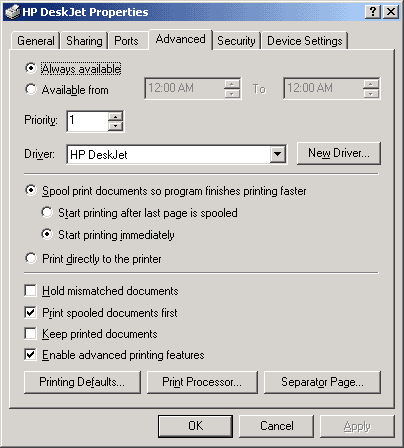 HP DeskJet Properties
General Sharing Ports Advanced Security Device Settings
Always available
Available from 12:00 AM To 12:00 AM
Priority: 1
Driver: HP DeskJet New Driver...
Spool print documents so program finishes printing faster
Start printing after last page is spooled
Start printing immediately
Print directly to the printer
Hold mismatched documents
Print spooled documents first
Keep printed documents
Enable advanced printing features
Printing Defaults... Print Processor... Separator Page...
OK Cancel Apply